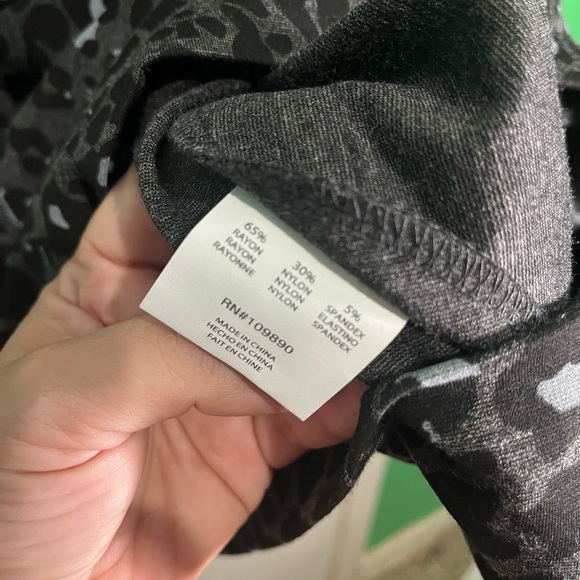 65% 30% 5%
RAYON NYLON SPANDEX
RAYON NYLON ELASTINO
RAYONNE NYLON SPANDEX
RN#109890
MADE IN CHINA
HECHO EN CHINA
FAIT EN CHINE